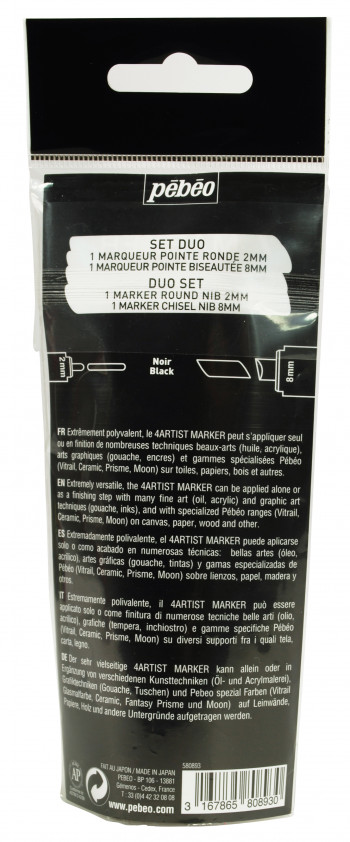 pébéo
SET DUO
1 MARQUEUR POINTE RONDE 2MM
1 MARQUEUR POINTE BISEAUTÉE 8MM
DUO SET
1 MARKER ROUND NIB 2MM
1 MARKER CHISEL NIB 8MM
2mm
Noir
Black
8mm
FR Extrêmement polyvalent, le 4ARTIST MARKER peut s'appliquer seul
ou en finition de nombreuses techniques beaux-arts (huile, acrylique),
arts graphiques (gouache, encres) et gammes spécialisées Pébéo
(Vitrail, Ceramic, Prisme, Moon) sur toiles, papiers, bois et autres.
EN Extremely versatile, the 4ARTIST MARKER can be applied alone or
as a finishing step with many fine art (oil, acrylic) and graphic art
techniques (gouache, inks), and with specialized Pébéo ranges (Vitrail,
Ceramic, Prisme, Moon) on canvas, paper, wood and other.
ES Extremadamente polivalente, el 4ARTIST MARKER puede aplicarse
solo o como acabado en numerosas técnicas: bellas artes (óleo,
acrílico), artes gráficas (gouache, tintas) y gamas especializadas de
Pébéo (Vitrail, Ceramic, Prisme, Moon) sobre lienzos, papel, madera y
otros.
IT Estremamente polivalente, il 4ARTIST MARKER può essere
applicato solo o come finitura di numerose tecniche belly arti (olio,
acrilico), grafiche (tempera, inchiostro) e gamme specifiche Pébéo
(Vitrail, Ceramic, Prisme, Moon) su diversi supporti fra i quali tela,
carta, legno.
DE Der sehr vielseitige 4ARTIST MARKER kann allein oder in
Ergänzung von verschiedenen Kunsttechniken (Öl- und Acrylmalerei),
Grafiktechniken (Gouache, Tuschen) und Pebeo spezial Farben (Vitrail
Glasmalfarbe, Ceramic, Fantasy Prisme und Moon) auf Leinwände,
Papiere, Holz und andere Untergründe aufgetragen werden.
AP
FAIT AU JAPON / MADE IN JAPAN
PEBEO - BP 106 - 13881
Gémenos - Cedex, France
T 33(0)4 42 32 08 08
www.pebeo.com
580893
3 167865 808930